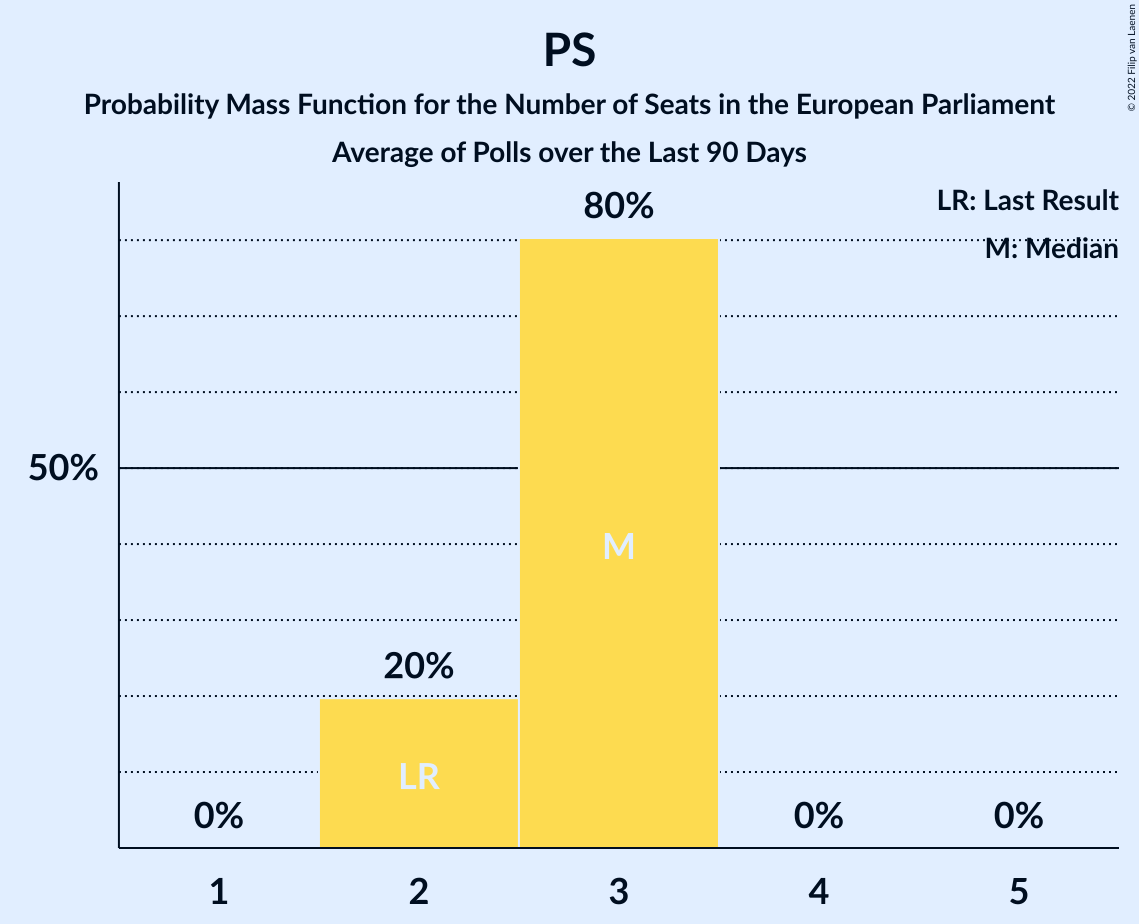 PS
Probability Mass Function for the Number of Seats in the European Parliament
Average of Polls over the Last 90 Days
© 2022 Filip van Laenen
LR: Last Result
M: Median
80%
50%
M
20%
LR
0%
0%
0%
1
2
3
4
5